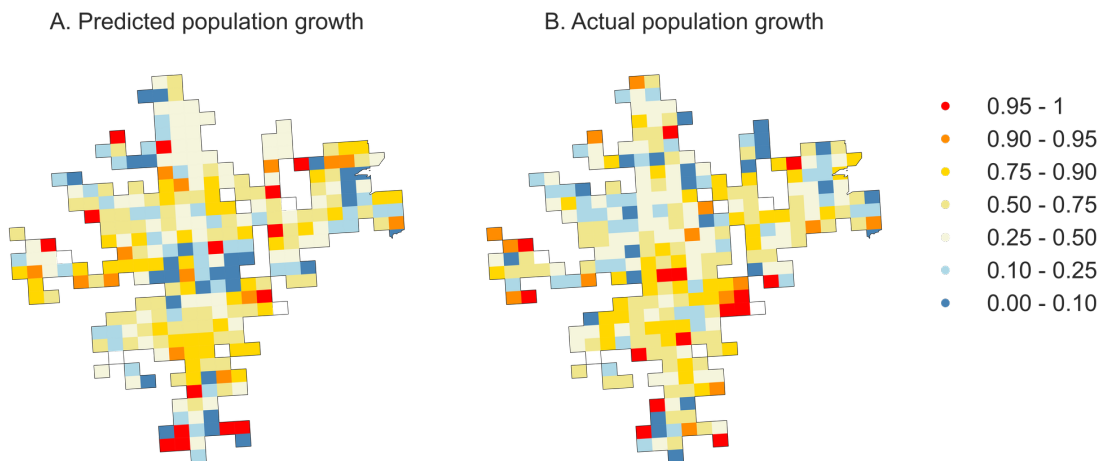 A. Predicted population growth
B. Actual population growth
0.95 - 1
0.90 - 0.95
0.75 - 0.90
0.50 - 0.75
0.25 - 0.50
0.10 - 0.25
0.00 - 0.10